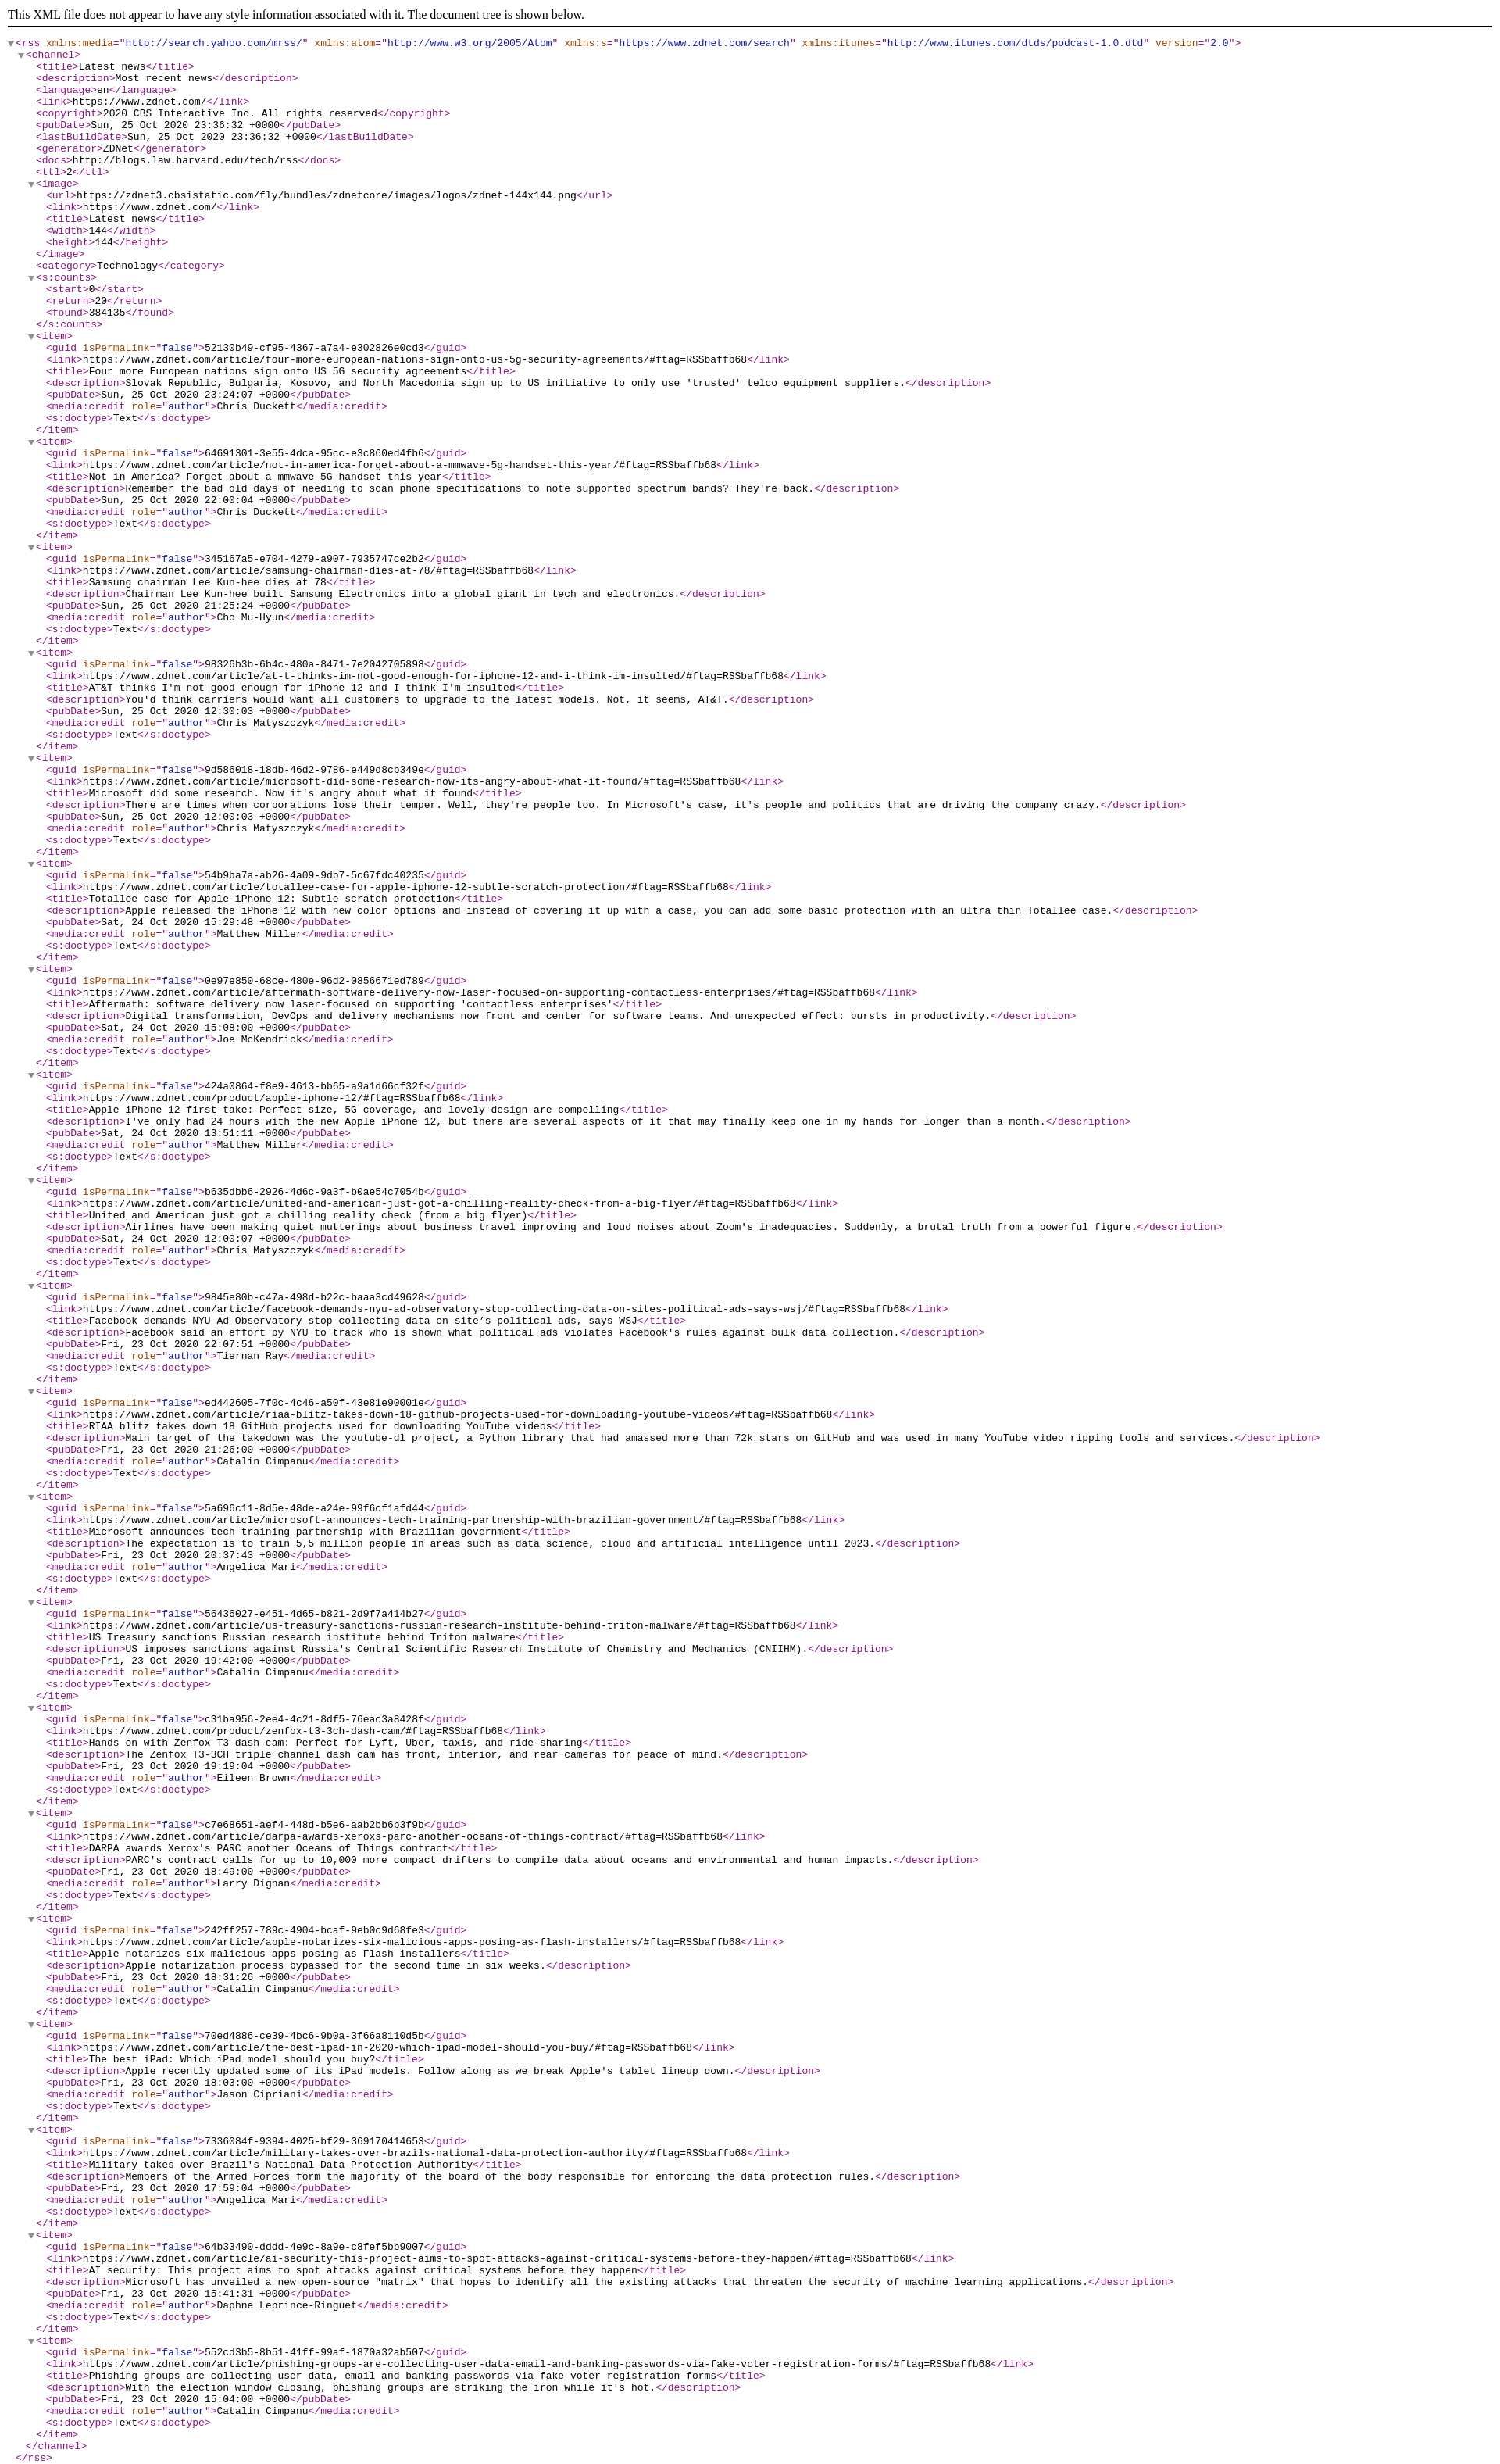 This XML file does not appear to have any style information associated with it. The document tree is shown below.
<rss xmlns:media="http://search.yahoo.com/mrss/" xmlns:atom="http://www.w3.org/2005/Atom" xmlns:s="https://www.zdnet.com/search" xmlns:itunes="http://www.itunes.com/dtds/podcast-1.0.dtd" version="2.0">
<channel>
<title>Latest news</title>
<description>Most recent news</description>
<language>en</language>
<link>https://www.zdnet.com/</link>
<copyright>2020 CBS Interactive Inc. All rights reserved</copyright>
<pubDate>Sun, 25 Oct 2020 23:36:32 +0000</pubDate>
<lastBuildDate>Sun, 25 Oct 2020 23:36:32 +0000</lastBuildDate>
<generator>ZDNet</generator>
<docs>http://blogs.law.harvard.edu/tech/rss</docs>
<ttl>2</ttl>
<image>
<url>https://zdnet3.cbsistatic.com/fly/bundles/zdnetcore/images/logos/zdnet-144x144.png</url>
<link>https://www.zdnet.com/</link>
<title>Latest news</title>
<width>144</width>
<height>144</height>
</image>
<category>Technology</category>
<s:counts>
<start>0</start>
<return>20</return>
<found>384135</found>
</s:counts>
<item>
<guid isPermaLink="false">52130b49-cf95-4367-a7a4-e302826e0cd3</guid>
<link>https://www.zdnet.com/article/four-more-european-nations-sign-onto-us-5g-security-agreements/#ftag=RSSbaffb68</link>
<title>Four more European nations sign onto US 5G security agreements</title>
<description>Slovak Republic, Bulgaria, Kosovo, and North Macedonia sign up to US initiative to only use 'trusted' telco equipment suppliers.</description>
<pubDate>Sun, 25 Oct 2020 23:24:07 +0000</pubDate>
<media:credit role="author">Chris Duckett</media:credit>
<s:doctype>Text</s:doctype>
</item>
<item>
<guid isPermaLink="false">64691301-3e55-4dca-95cc-e3c860ed4fb6</guid>
<link>https://www.zdnet.com/article/not-in-america-forget-about-a-mmwave-5g-handset-this-year/#ftag=RSSbaffb68</link>
<title>Not in America? Forget about a mmwave 5G handset this year</title>
<description>Remember the bad old days of needing to scan phone specifications to note supported spectrum bands? They're back.</description>
<pubDate>Sun, 25 Oct 2020 22:00:04 +0000</pubDate>
<media:credit role="author">Chris Duckett</media:credit>
<s:doctype>Text</s:doctype>
</item>
<item>
<guid isPermaLink="false">345167a5-e704-4279-a907-7935747ce2b2</guid>
<link>https://www.zdnet.com/article/samsung-chairman-dies-at-78/#ftag=RSSbaffb68</link>
<title>Samsung chairman Lee Kun-hee dies at 78</title>
<description>Chairman Lee Kun-hee built Samsung Electronics into a global giant in tech and electronics.</description>
<pubDate>Sun, 25 Oct 2020 21:25:24 +0000</pubDate>
<media:credit role="author">Cho Mu-Hyun</media:credit>
<s:doctype>Text</s:doctype>
</item>
<item>
<guid isPermaLink="false">98326b3b-6b4c-480a-8471-7e2042705898</guid>
<link>https://www.zdnet.com/article/at-t-thinks-im-not-good-enough-for-iphone-12-and-i-think-im-insulted/#ftag=RSSbaffb68</link>
<title>AT&T thinks I'm not good enough for iPhone 12 and I think I'm insulted</title>
<description>You'd think carriers would want all customers to upgrade to the latest models. Not, it seems, AT&T.</description>
<pubDate>Sun, 25 Oct 2020 12:30:03 +0000</pubDate>
<media:credit role="author">Chris Matyszczyk</media:credit>
<s:doctype>Text</s:doctype>
</item>
<item>
<guid isPermaLink="false">9d586018-18db-46d2-9786-e449d8cb349e</guid>
<link>https://www.zdnet.com/article/microsoft-did-some-research-now-its-angry-about-what-it-found/#ftag=RSSbaffb68</link>
<title>Microsoft did some research. Now it's angry about what it found</title>
<description>There are times when corporations lose their temper. Well, they're people too. In Microsoft's case, it's people and politics that are driving the company crazy.</description>
<pubDate>Sun, 25 Oct 2020 12:00:03 +0000</pubDate>
<media:credit role="author">Chris Matyszczyk</media:credit>
<s:doctype>Text</s:doctype>
</item>
<item>
<guid isPermaLink="false">54b9ba7a-ab26-4a09-9db7-5c67fdc40235</guid>
<link>https://www.zdnet.com/article/totallee-case-for-apple-iphone-12-subtle-scratch-protection/#ftag=RSSbaffb68</link>
<title>Totallee case for Apple iPhone 12: Subtle scratch protection</title>
<description>Apple released the iPhone 12 with new color options and instead of covering it up with a case, you can add some basic protection with an ultra thin Totallee case.</description>
<pubDate>Sat, 24 Oct 2020 15:29:48 +0000</pubDate>
<media:credit role="author">Matthew Miller</media:credit>
<s:doctype>Text</s:doctype>
</item>
<item>
<guid isPermaLink="false">0e97e850-68ce-480e-96d2-0856671ed789</guid>
<link>https://www.zdnet.com/article/aftermath-software-delivery-now-laser-focused-on-supporting-contactless-enterprises/#ftag=RSSbaffb68</link>
<title>Aftermath: software delivery now laser-focused on supporting 'contactless enterprises'</title>
<description>Digital transformation, DevOps and delivery mechanisms now front and center for software teams. And unexpected effect: bursts in productivity.</description>
<pubDate>Sat, 24 Oct 2020 15:08:00 +0000</pubDate>
<media:credit role="author">Joe McKendrick</media:credit>
<s:doctype>Text</s:doctype>
</item>
<item>
<guid isPermaLink="false">424a0864-f8e9-4613-bb65-a9a1d66cf32f</guid>
<link>https://www.zdnet.com/product/apple-iphone-12/#ftag=RSSbaffb68</link>
<title>Apple iPhone 12 first take: Perfect size, 5G coverage, and lovely design are compelling</title>
<description>I've only had 24 hours with the new Apple iPhone 12, but there are several aspects of it that may finally keep one in my hands for longer than a month.</description>
<pubDate>Sat, 24 Oct 2020 13:51:11 +0000</pubDate>
<media:credit role="author">Matthew Miller</media:credit>
<s:doctype>Text</s:doctype>
</item>
<item>
<guid isPermaLink="false">b635dbb6-2926-4d6c-9a3f-b0ae54c7054b</guid>
<link>https://www.zdnet.com/article/united-and-american-just-got-a-chilling-reality-check-from-a-big-flyer/#ftag=RSSbaffb68</link>
<title>United and American just got a chilling reality check (from a big flyer)</title>
<description>Airlines have been making quiet mutterings about business travel improving and loud noises about Zoom's inadequacies. Suddenly, a brutal truth from a powerful figure.</description>
<pubDate>Sat, 24 Oct 2020 12:00:07 +0000</pubDate>
<media:credit role="author">Chris Matyszczyk</media:credit>
<s:doctype>Text</s:doctype>
</item>
<item>
<guid isPermaLink="false">9845e80b-c47a-498d-b22c-baaa3cd49628</guid>
<link>https://www.zdnet.com/article/facebook-demands-nyu-ad-observatory-stop-collecting-data-on-sites-political-ads-says-wsj/#ftag=RSSbaffb68</link>
<title>Facebook demands NYU Ad Observatory stop collecting data on site’s political ads, says WSJ</title>
<description>Facebook said an effort by NYU to track who is shown what political ads violates Facebook's rules against bulk data collection.</description>
<pubDate>Fri, 23 Oct 2020 22:07:51 +0000</pubDate>
<media:credit role="author">Tiernan Ray</media:credit>
<s:doctype>Text</s:doctype>
</item>
<item>
<guid isPermaLink="false">ed442605-7f0c-4c46-a50f-43e81e90001e</guid>
<link>https://www.zdnet.com/article/riaa-blitz-takes-down-18-github-projects-used-for-downloading-youtube-videos/#ftag=RSSbaffb68</link>
<title>RIAA blitz takes down 18 GitHub projects used for downloading YouTube videos</title>
<description>Main target of the takedown was the youtube-dl project, a Python library that had amassed more than 72k stars on GitHub and was used in many YouTube video ripping tools and services.</description>
<pubDate>Fri, 23 Oct 2020 21:26:00 +0000</pubDate>
<media:credit role="author">Catalin Cimpanu</media:credit>
<s:doctype>Text</s:doctype>
</item>
<item>
<guid isPermaLink="false">5a696c11-8d5e-48de-a24e-99f6cf1afd44</guid>
<link>https://www.zdnet.com/article/microsoft-announces-tech-training-partnership-with-brazilian-government/#ftag=RSSbaffb68</link>
<title>Microsoft announces tech training partnership with Brazilian government</title>
<description>The expectation is to train 5,5 million people in areas such as data science, cloud and artificial intelligence until 2023.</description>
<pubDate>Fri, 23 Oct 2020 20:37:43 +0000</pubDate>
<media:credit role="author">Angelica Mari</media:credit>
<s:doctype>Text</s:doctype>
</item>
<item>
<guid isPermaLink="false">56436027-e451-4d65-b821-2d9f7a414b27</guid>
<link>https://www.zdnet.com/article/us-treasury-sanctions-russian-research-institute-behind-triton-malware/#ftag=RSSbaffb68</link>
<title>US Treasury sanctions Russian research institute behind Triton malware</title>
<description>US imposes sanctions against Russia's Central Scientific Research Institute of Chemistry and Mechanics (CNIIHM).</description>
<pubDate>Fri, 23 Oct 2020 19:42:00 +0000</pubDate>
<media:credit role="author">Catalin Cimpanu</media:credit>
<s:doctype>Text</s:doctype>
</item>
<item>
<guid isPermaLink="false">c31ba956-2ee4-4c21-8df5-76eac3a8428f</guid>
<link>https://www.zdnet.com/product/zenfox-t3-3ch-dash-cam/#ftag=RSSbaffb68</link>
<title>Hands on with Zenfox T3 dash cam: Perfect for Lyft, Uber, taxis, and ride-sharing</title>
<description>The Zenfox T3-3CH triple channel dash cam has front, interior, and rear cameras for peace of mind.</description>
<pubDate>Fri, 23 Oct 2020 19:19:04 +0000</pubDate>
<media:credit role="author">Eileen Brown</media:credit>
<s:doctype>Text</s:doctype>
</item>
<item>
<guid isPermaLink="false">c7e68651-aef4-448d-b5e6-aab2bb6b3f9b</guid>
<link>https://www.zdnet.com/article/darpa-awards-xeroxs-parc-another-oceans-of-things-contract/#ftag=RSSbaffb68</link>
<title>DARPA awards Xerox's PARC another Oceans of Things contract</title>
<description>PARC's contract calls for up to 10,000 more compact drifters to compile data about oceans and environmental and human impacts.</description>
<pubDate>Fri, 23 Oct 2020 18:49:00 +0000</pubDate>
<media:credit role="author">Larry Dignan</media:credit>
<s:doctype>Text</s:doctype>
</item>
<item>
<guid isPermaLink="false">242ff257-789c-4904-bcaf-9eb0c9d68fe3</guid>
<link>https://www.zdnet.com/article/apple-notarizes-six-malicious-apps-posing-as-flash-installers/#ftag=RSSbaffb68</link>
<title>Apple notarizes six malicious apps posing as Flash installers</title>
<description>Apple notarization process bypassed for the second time in six weeks.</description>
<pubDate>Fri, 23 Oct 2020 18:31:26 +0000</pubDate>
<media:credit role="author">Catalin Cimpanu</media:credit>
<s:doctype>Text</s:doctype>
</item>
<item>
<guid isPermaLink="false">70ed4886-ce39-4bc6-9b0a-3f66a8110d5b</guid>
<link>https://www.zdnet.com/article/the-best-ipad-in-2020-which-ipad-model-should-you-buy/#ftag=RSSbaffb68</link>
<title>The best iPad: Which iPad model should you buy?</title>
<description>Apple recently updated some of its iPad models. Follow along as we break Apple's tablet lineup down.</description>
<pubDate>Fri, 23 Oct 2020 18:03:00 +0000</pubDate>
<media:credit role="author">Jason Cipriani</media:credit>
<s:doctype>Text</s:doctype>
</item>
<item>
<guid isPermaLink="false">7336084f-9394-4025-bf29-369170414653</guid>
<link>https://www.zdnet.com/article/military-takes-over-brazils-national-data-protection-authority/#ftag=RSSbaffb68</link>
<title>Military takes over Brazil's National Data Protection Authority</title>
<description>Members of the Armed Forces form the majority of the board of the body responsible for enforcing the data protection rules.</description>
<pubDate>Fri, 23 Oct 2020 17:59:04 +0000</pubDate>
<media:credit role="author">Angelica Mari</media:credit>
<s:doctype>Text</s:doctype>
</item>
<item>
<guid isPermaLink="false">64b33490-dddd-4e9c-8a9e-c8fef5bb9007</guid>
<link>https://www.zdnet.com/article/ai-security-this-project-aims-to-spot-attacks-against-critical-systems-before-they-happen/#ftag=RSSbaffb68</link>
<title>AI security: This project aims to spot attacks against critical systems before they happen</title>
<description>Microsoft has unveiled a new open-source "matrix" that hopes to identify all the existing attacks that threaten the security of machine learning applications.</description>
<pubDate>Fri, 23 Oct 2020 15:41:31 +0000</pubDate>
<media:credit role="author">Daphne Leprince-Ringuet</media:credit>
<s:doctype>Text</s:doctype>
</item>
<item>
<guid isPermaLink="false">552cd3b5-8b51-41ff-99af-1870a32ab507</guid>
<link>https://www.zdnet.com/article/phishing-groups-are-collecting-user-data-email-and-banking-passwords-via-fake-voter-registration-forms/#ftag=RSSbaffb68</link>
<title>Phishing groups are collecting user data, email and banking passwords via fake voter registration forms</title>
<description>With the election window closing, phishing groups are striking the iron while it's hot.</description>
<pubDate>Fri, 23 Oct 2020 15:04:00 +0000</pubDate>
<media:credit role="author">Catalin Cimpanu</media:credit>
<s:doctype>Text</s:doctype>
</item>
</channel>
</rss>